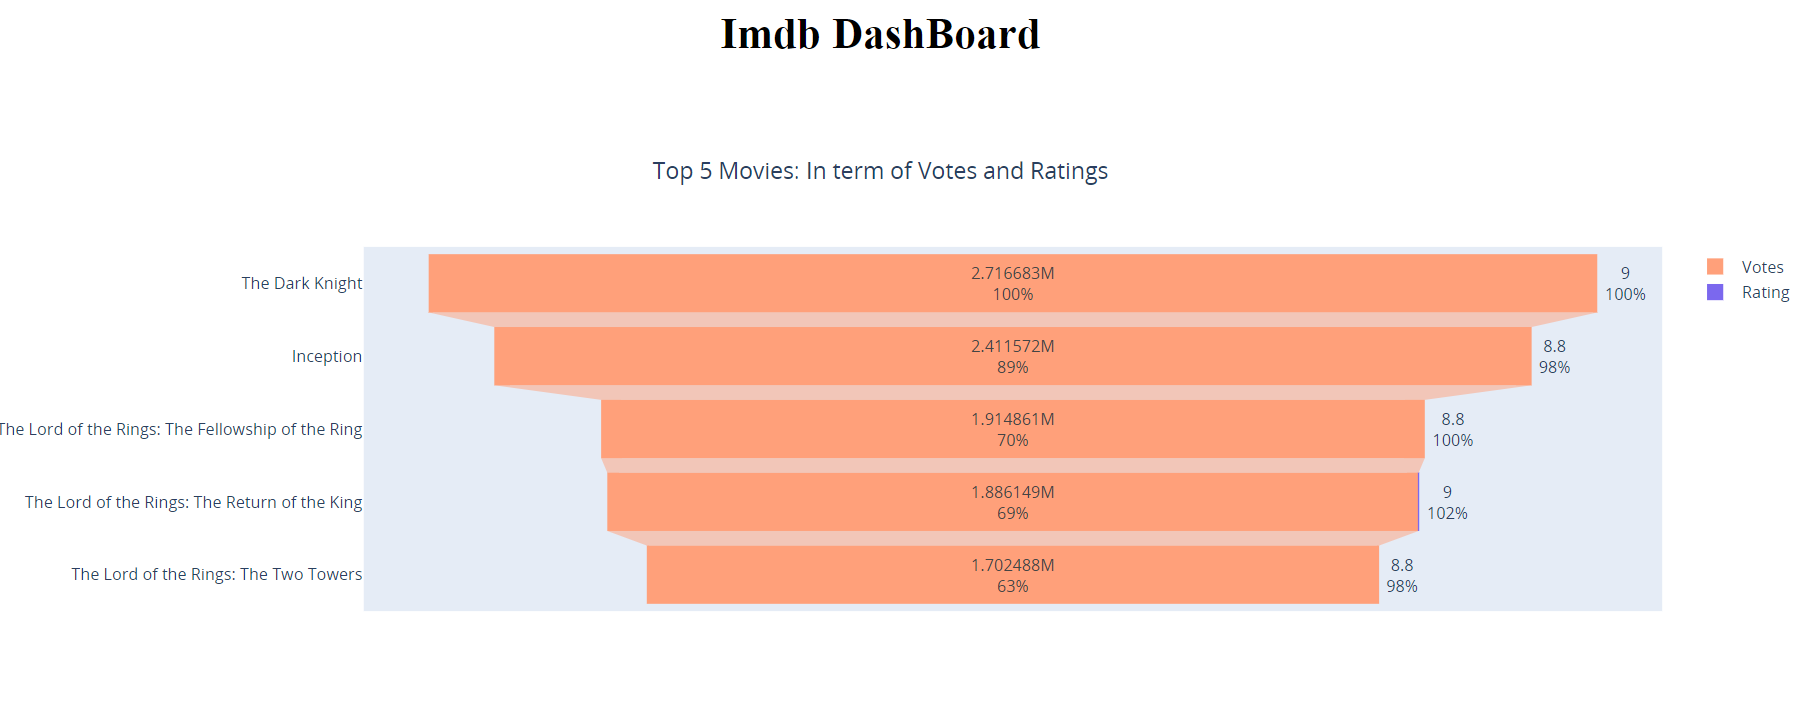 Imdb DashBoard
Top 5 Movies: In term of Votes and Ratings
The Dark Knight
2.716683M
100%
9
100%
Votes
Rating
Inception
2.411572M
89%
8.8
98%
The Lord of the Rings: The Fellowship of the Ring
1.914861M
70%
8.8
100%
The Lord of the Rings: The Return of the King
1.886149M
69%
9
102%
The Lord of the Rings: The Two Towers
1.702488M
63%
8.8
98%